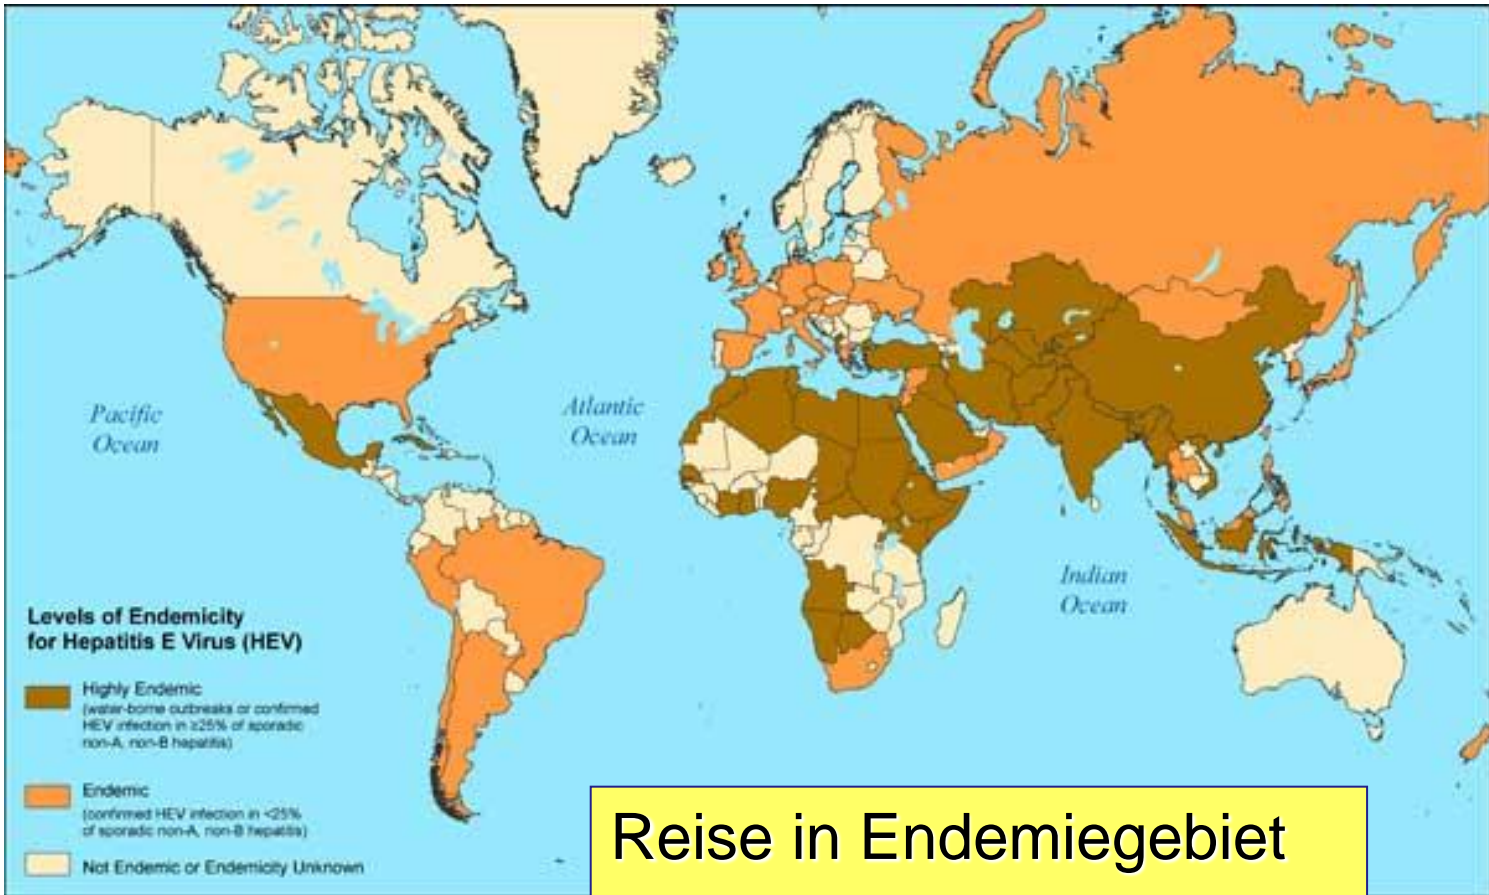 Pacific
Ocean
Atlantic
Ocean
Indian
Ocean
Levels of Endemicity
for Hepatitis E Virus (HEV)
Highly Endemic
(water-borne outbreaks or confirmed
HEV infection in ≥25% of sporadic
non-A, non-B hepatitis)
Endemic
(confirmed HEV infection in <25%
of sporadic non-A, non-B hepatitis)
Not Endemic or Endemicity Unknown
Reise in Endemiegebiet